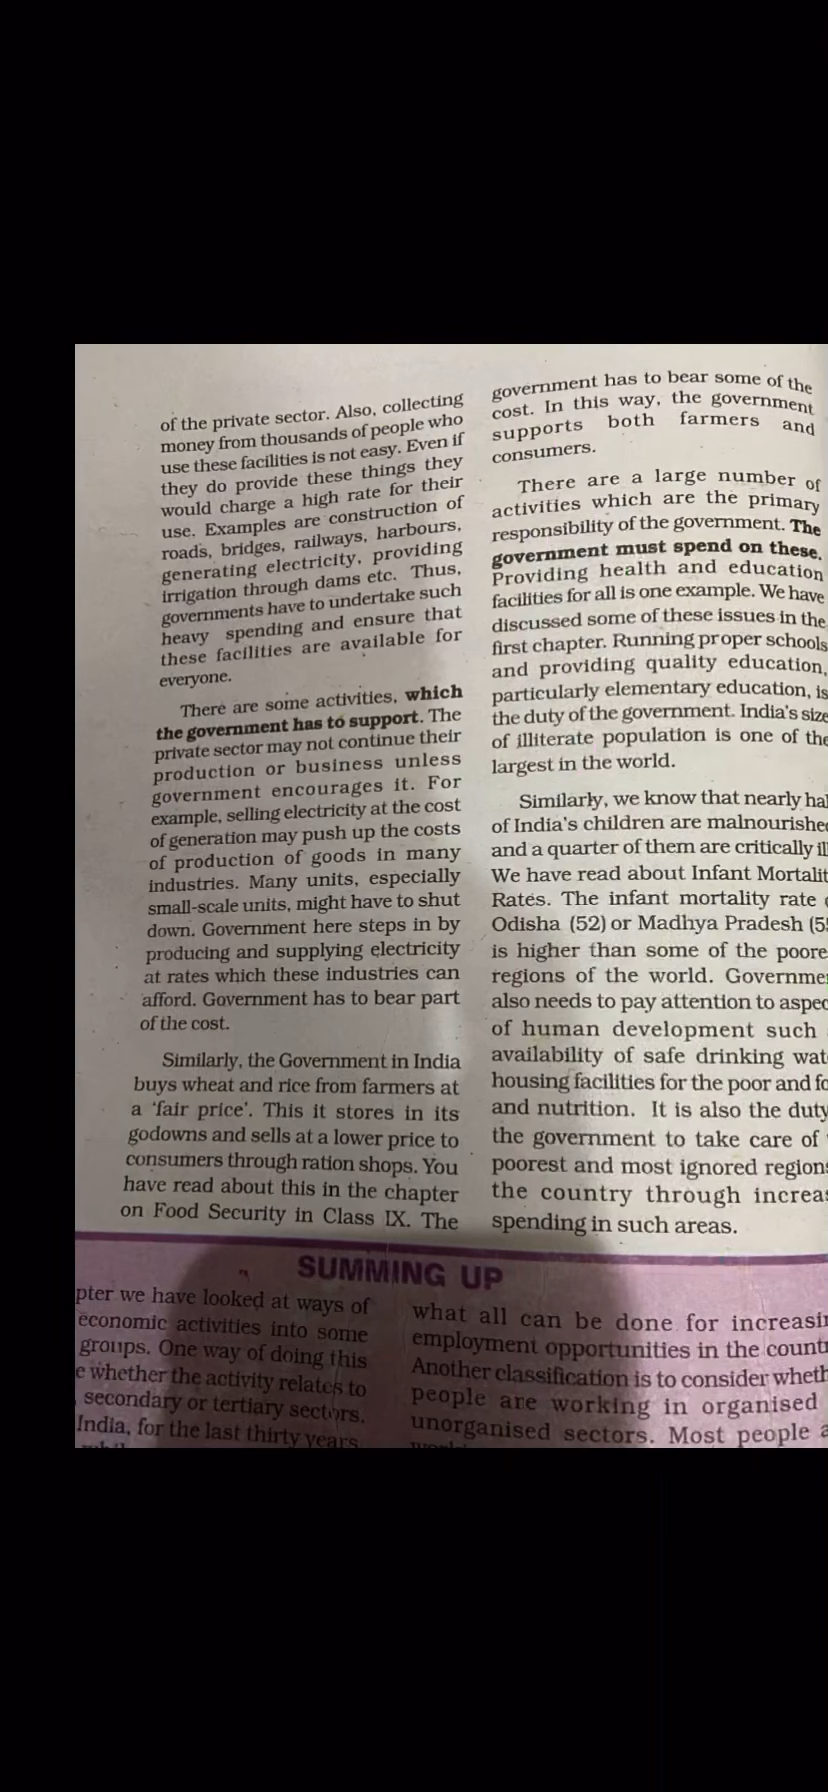 of the private sector. Also, collecting
money from thousands of people who
use these facilities is not easy. Even if
they do provide these things they
would charge a high rate for their
use. Examples are construction of
roads, bridges, railways, harbours,
generating electricity, providing
irrigation through dams etc. Thus,
governments have to undertake such
heavy spending and ensure that
these facilities are available for
everyone.
There are some activities, which
the government has to support. The
private sector may not continue their
production or business unless
government encourages it. For
example, selling electricity at the cost
of generation may push up the costs
of production of goods in many
industries. Many units, especially
small-scale units, might have to shut
down. Government here steps in by
producing and supplying electricity
at rates which these industries can
afford. Government has to bear part
of the cost.
Similarly, the Government in India
buys wheat and rice from farmers at
a 'fair price'. This it stores in its
godowns and sells at a lower price to
consumers through ration shops. You
have read about this in the chapter
on Food Security in Class IX. The
government has to bear some of the
cost. In this way, the government
supports both farmers and
consumers.
There are a large number of
activities which are the primary
responsibility of the government. The
government must spend on these.
Providing health and education
facilities for all is one example. We have
discussed some of these issues in the
first chapter. Running proper schools
and providing quality education,
particularly elementary education, is
the duty of the government. India's size
of illiterate population is one of the
largest in the world.
Similarly, we know that nearly hal
of India's children are malnourishe
and a quarter of them are critically ill
We have read about Infant Mortalit
Rates. The infant mortality rate
Odisha (52) or Madhya Pradesh (5
is higher than some of the poore
regions of the world. Governme
also needs to pay attention to aspec
of human development such
availability of safe drinking wat
housing facilities for the poor and fo
and nutrition. It is also the duty
the government to take care of
poorest and most ignored region
the country through increas
spending in such areas.
SUMMING UP
pter we have looked at ways of
economic activities into some
groups. One way of doing this
e whether the activity relates to
secondary or tertiary sectors.
India, for the last thirty years
what all can be done for increasi
employment opportunities in the count
Another classification is to consider wheth
people are working in organised
unorganised sectors. Most people a